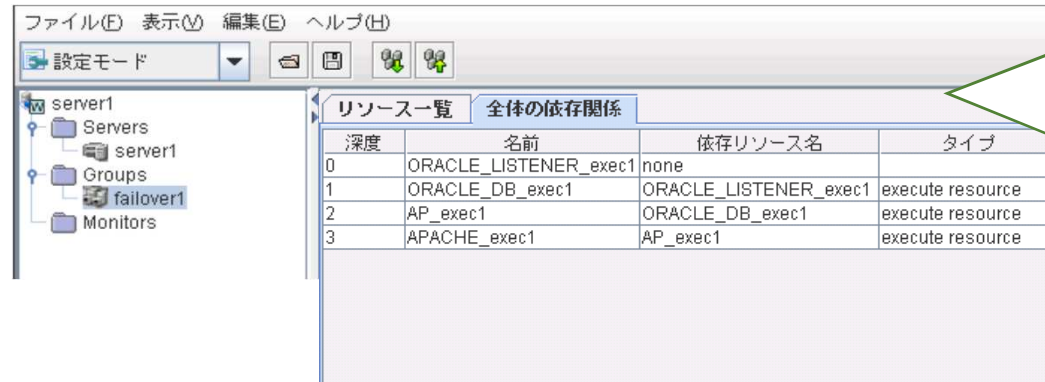 ファイル(F) 表示(V) 編集(E) ヘルプ(H)
設定モード
server1
Servers
server1
Groups
failover1
Monitors
リソース一覧 全体の依存関係
深度 名前 依存リソース名 タイプ
0 ORACLE_LISTENER_exec1 none
1 ORACLE_DB_exec1 ORACLE_LISTENER_exec1 execute resource
2 AP_exec1 ORACLE_DB_exec1 execute resource
3 APACHE_exec1 AP_exec1 execute resource